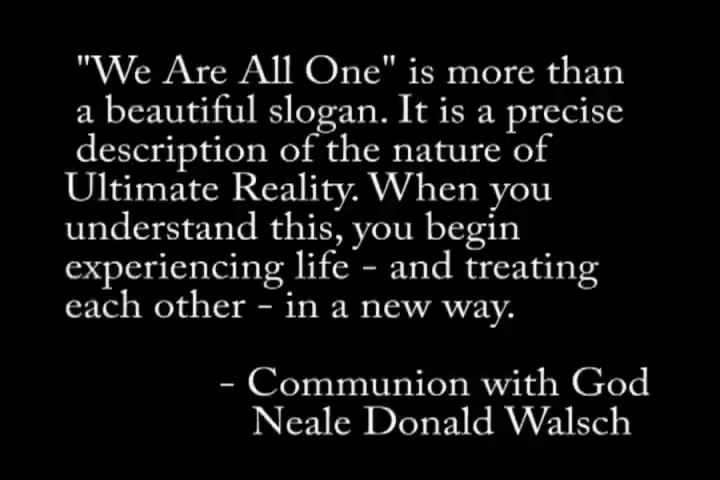 "We Are All One" is more than
a beautiful slogan. It is a precise
description of the nature of
Ultimate Reality. When you
understand this, you begin
experiencing life - and treating
each other - in a new way.
- Communion with God
Neale Donald Walsch